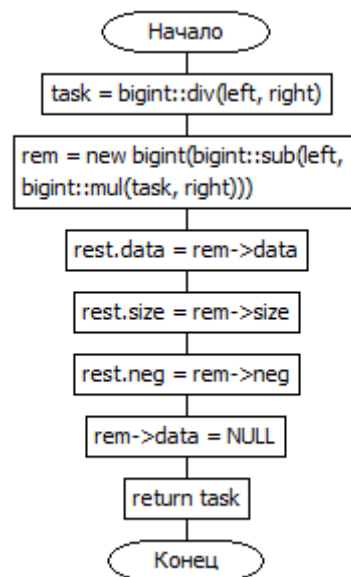 Начало
task = bigint::div(left, right)
rem = new bigint(bigint::sub(left,
bigint::mul(task, right)))
rest.data = rem->data
rest.size = rem->size
rest.neg = rem->neg
rem->data = NULL
return task
Конец